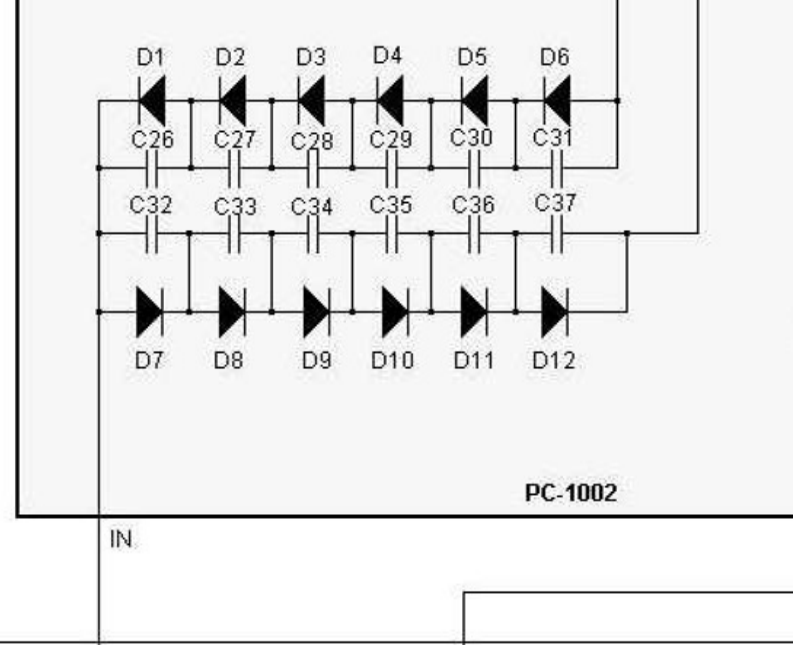 D1 D2 D3 D4 D5 D6
C26 C27 C28 C29 C30 C31
C32 C33 C34 C35 C36 C37
D7 D8 D9 D10 D11 D12
PC-1002
IN